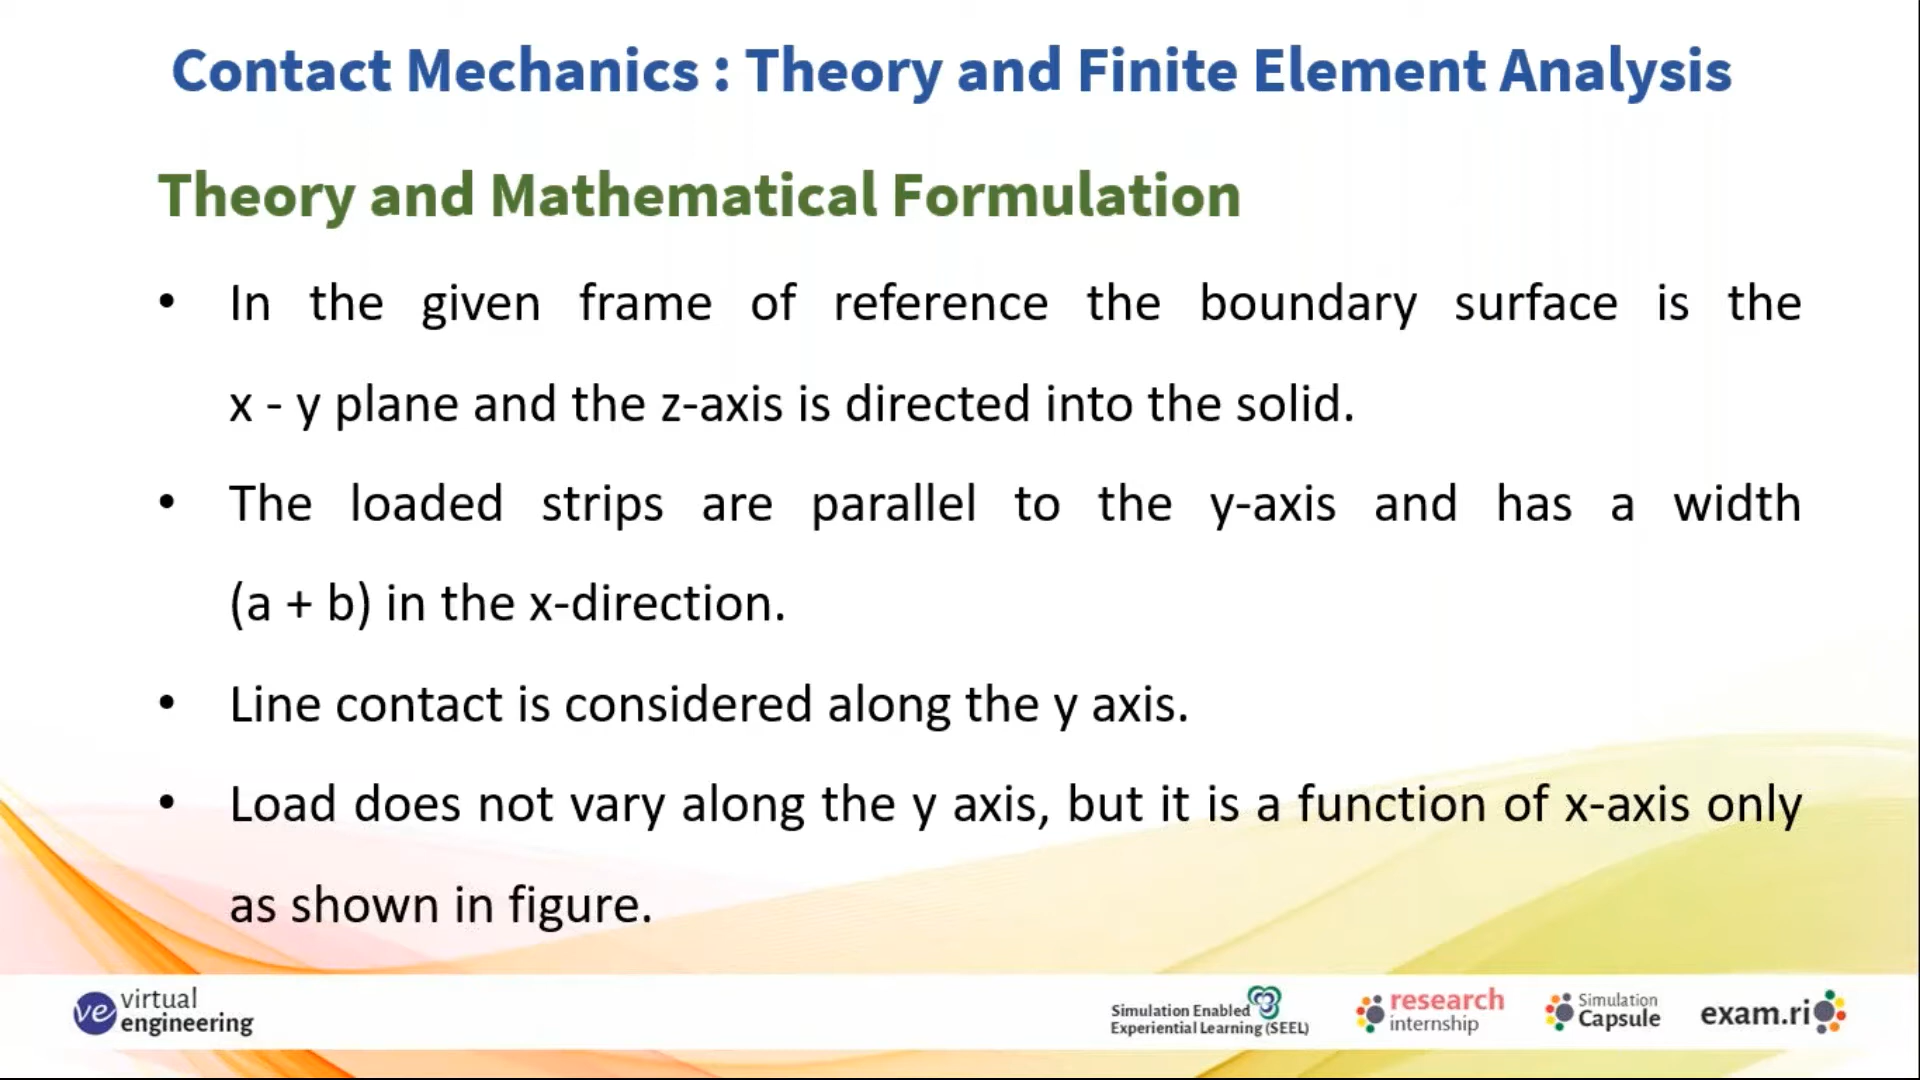 Contact Mechanics : Theory and Finite Element Analysis
Theory and Mathematical Formulation
• In the given frame of reference the boundary surface is the
x - y plane and the z-axis is directed into the solid.
• The loaded strips are parallel to the y-axis and has a width
(a + b) in the x-direction.
• Line contact is considered along the y axis.
• Load does not vary along the y axis, but it is a function of x-axis only
as shown in figure.
ve virtual
engineering
Simulation Enabled
Experiential Learning (SEEL)
research
internship
Simulation
Capsule
exam.ri